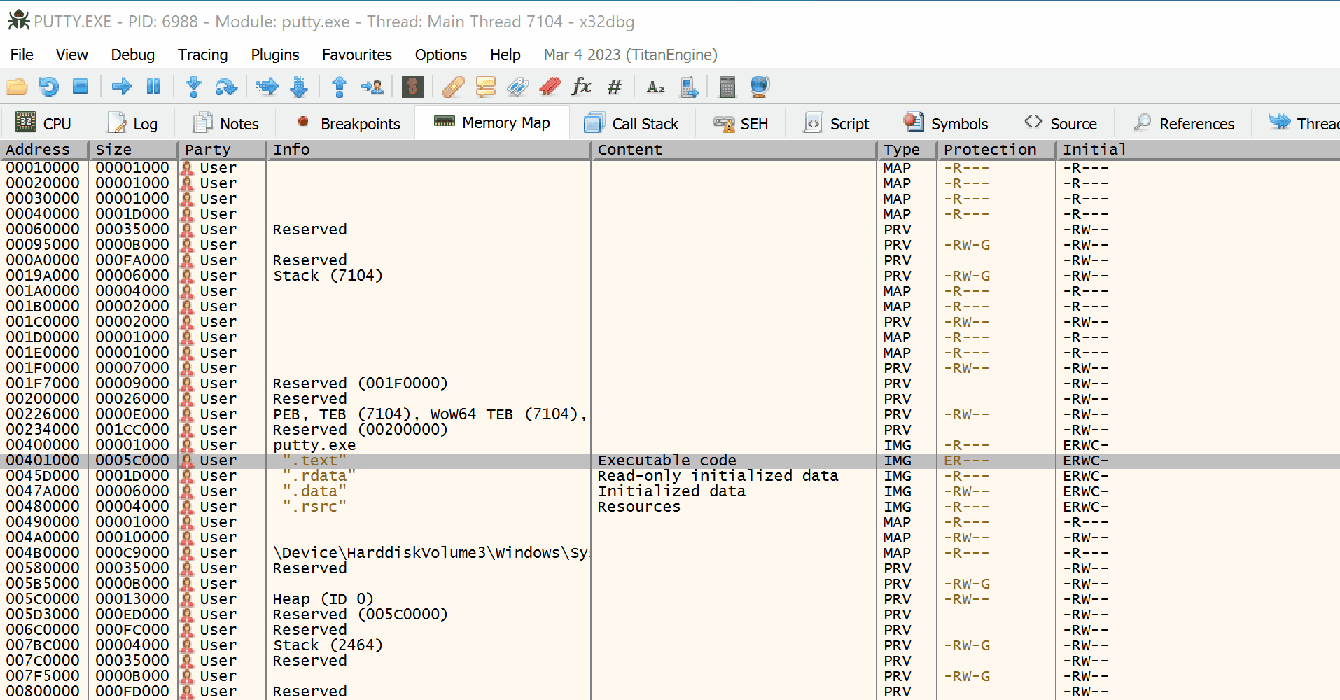 PUTTY.EXE - PID: 6988 - Module: putty.exe - Thread: Main Thread 7104 - x32dbg
File View Debug Tracing Plugins Favourites Options Help Mar 4 2023 (TitanEngine)
CPU Log Notes Breakpoints Memory Map Call Stack SEH Script Symbols Source References Threa
Address Size Party Info Content Type Protection Initial
00010000 00001000 User MAP -R--- -R---
00020000 00001000 User MAP -R--- -R---
00030000 00001000 User MAP -R--- -R---
00040000 0001D000 User MAP -R--- -R---
00060000 00035000 User Reserved PRV -RW--
00095000 0000B000 User PRV -RW-G -RW--
000A0000 000FA000 User Reserved PRV -RW--
0019A000 00006000 User Stack (7104) PRV -RW-G -RW--
001A0000 00004000 User MAP -R--- -R---
001B0000 00002000 User MAP -R--- -R---
001C0000 00002000 User PRV -RW-- -RW--
001D0000 00001000 User MAP -R--- -R---
001E0000 00001000 User MAP -R--- -R---
001F0000 00007000 User PRV -RW-- -RW--
001F7000 00009000 User Reserved (001F0000) PRV -RW--
00200000 00026000 User Reserved PRV -RW--
00226000 0000E000 User PEB, TEB (7104), WoW64 TEB (7104), PRV -RW-- -RW--
00234000 001CC000 User Reserved (00200000) PRV -RW--
00400000 00001000 User putty.exe IMG -R--- ERWC-
00401000 0005C000 User ".text" Executable code IMG ER--- ERWC-
0045D000 0001D000 User ".rdata" Read-only initialized data IMG -R--- ERWC-
0047A000 00006000 User ".data" Initialized data IMG -RW-- ERWC-
00480000 00004000 User ".rsrc" Resources IMG -R--- ERWC-
00490000 00001000 User MAP -R--- -R---
004A0000 00010000 User MAP -RW-- -RW--
004B0000 000C9000 User \Device\HarddiskVolume3\Windows\Sy MAP -R--- -R---
00580000 00035000 User Reserved PRV -RW--
005B5000 0000B000 User PRV -RW-G -RW--
005C0000 00013000 User Heap (ID 0) PRV -RW-- -RW--
005D3000 000ED000 User Reserved (005C0000) PRV -RW--
006C0000 000FC000 User Reserved PRV -RW--
007BC000 00004000 User Stack (2464) PRV -RW-G -RW--
007C0000 00035000 User Reserved PRV -RW--
007F5000 0000B000 User PRV -RW-G -RW--
00800000 000FD000 User Reserved PRV -RW--